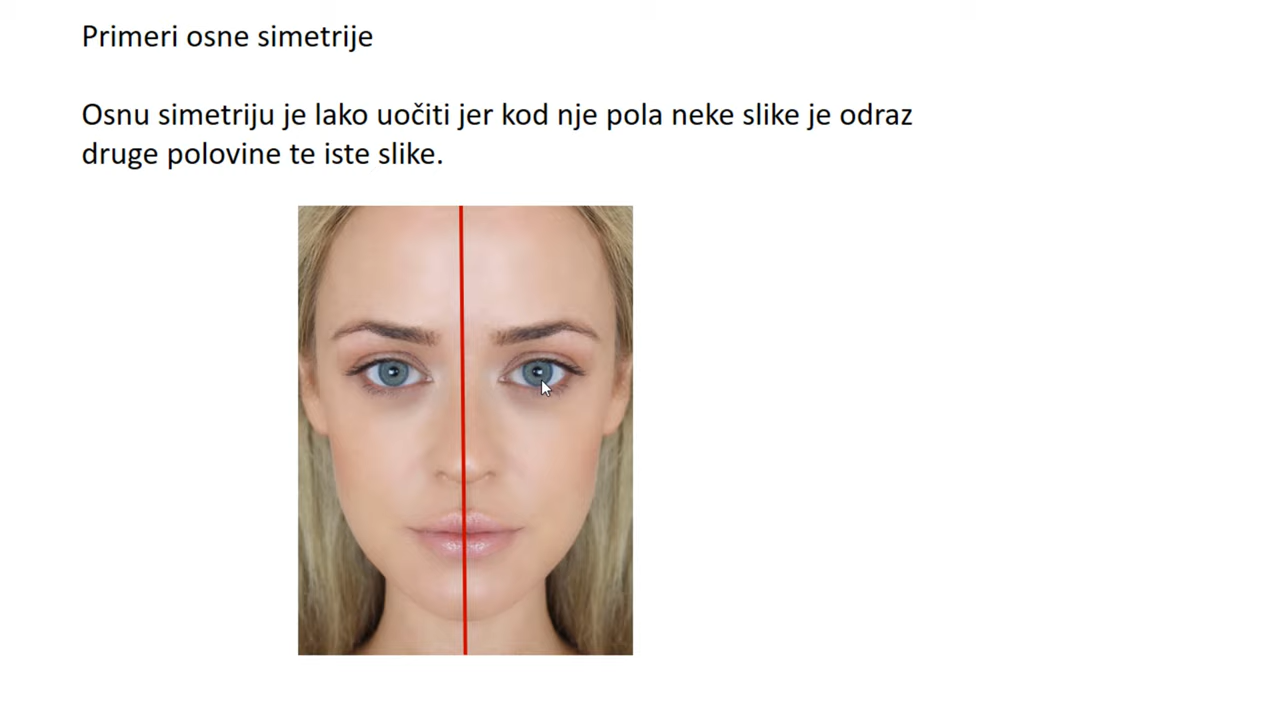 Primeri osne simetrije
Osnu simetriju je lako uočiti jer kod nje pola neke slike je odraz
druge polovine te iste slike.